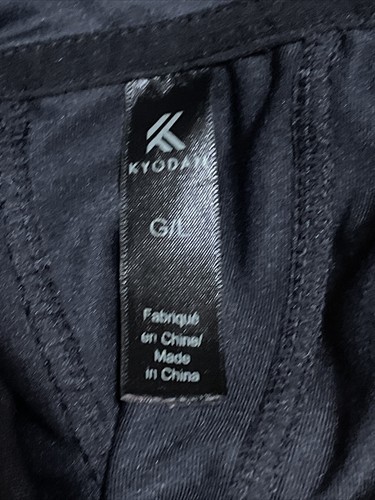 KYODAN
G/L
Fabriqué
en Chine/
Made
in China